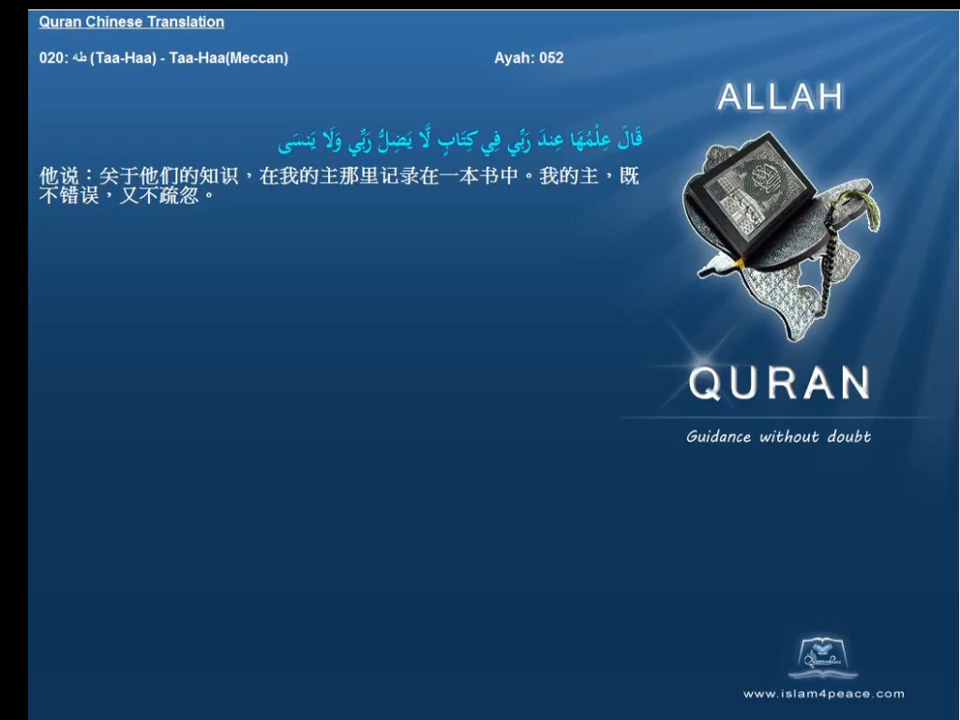 Quran Chinese Translation
020: طه (Taa-Haa) - Taa-Haa(Meccan) Ayah: 052
قَالَ عِلْمُهَا عِندَ رَبِّي فِي كِتَابٍ لَّا يَضِلُّ رَبِّي وَلَا يَنسَى
他说：关于他们的知识，在我的主那里记录在一本书中。我的主，既
不错误，又不疏忽。
ALLAH
QURAN
Guidance without doubt
www.islam4peace.com